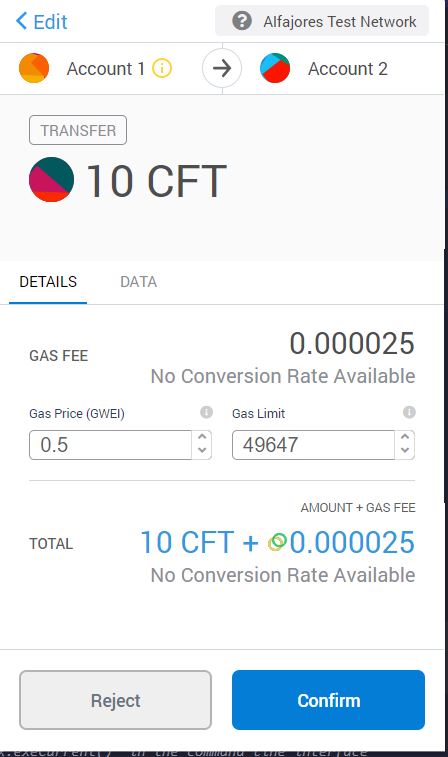 Edit
? Alfajores Test Network
Account 1 Account 2
TRANSFER
10 CFT
DETAILS DATA
GAS FEE 0.000025
No Conversion Rate Available
Gas Price (GWEI) Gas Limit
0.5 49647
AMOUNT + GAS FEE
TOTAL 10 CFT + 0.000025
No Conversion Rate Available
Reject Confirm
in the command line interface